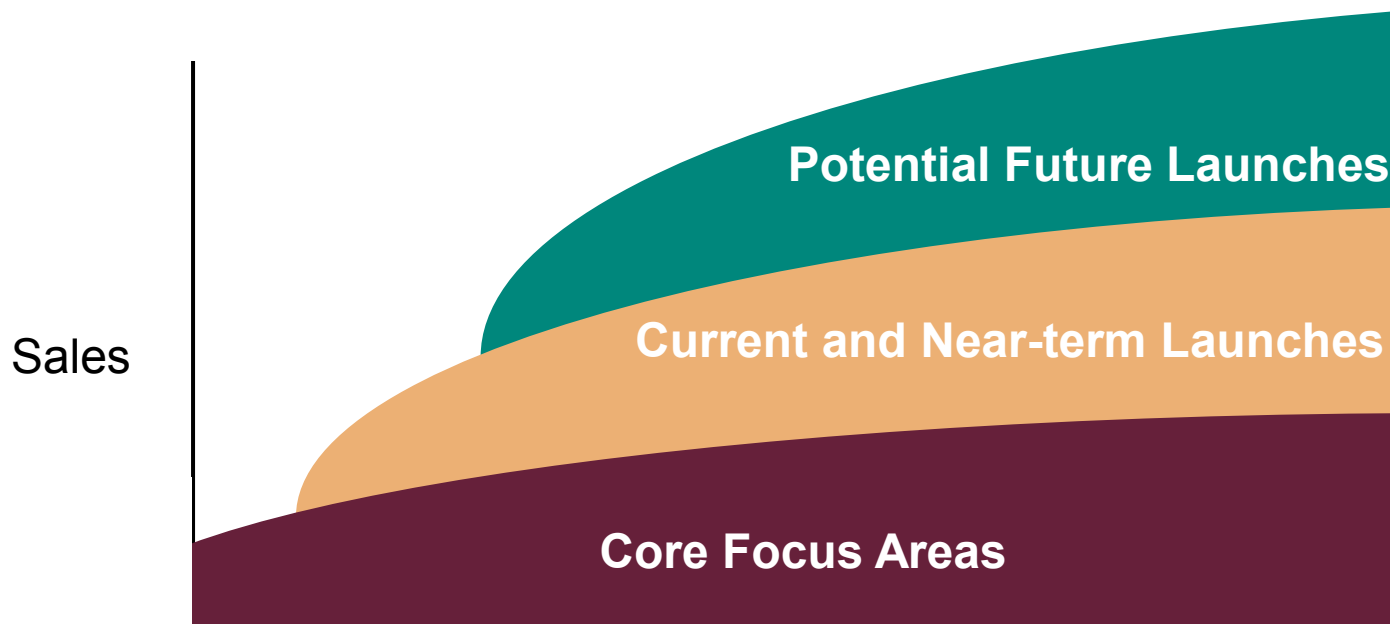 Potential Future Launches
Current and Near-term Launches
Sales
Core Focus Areas